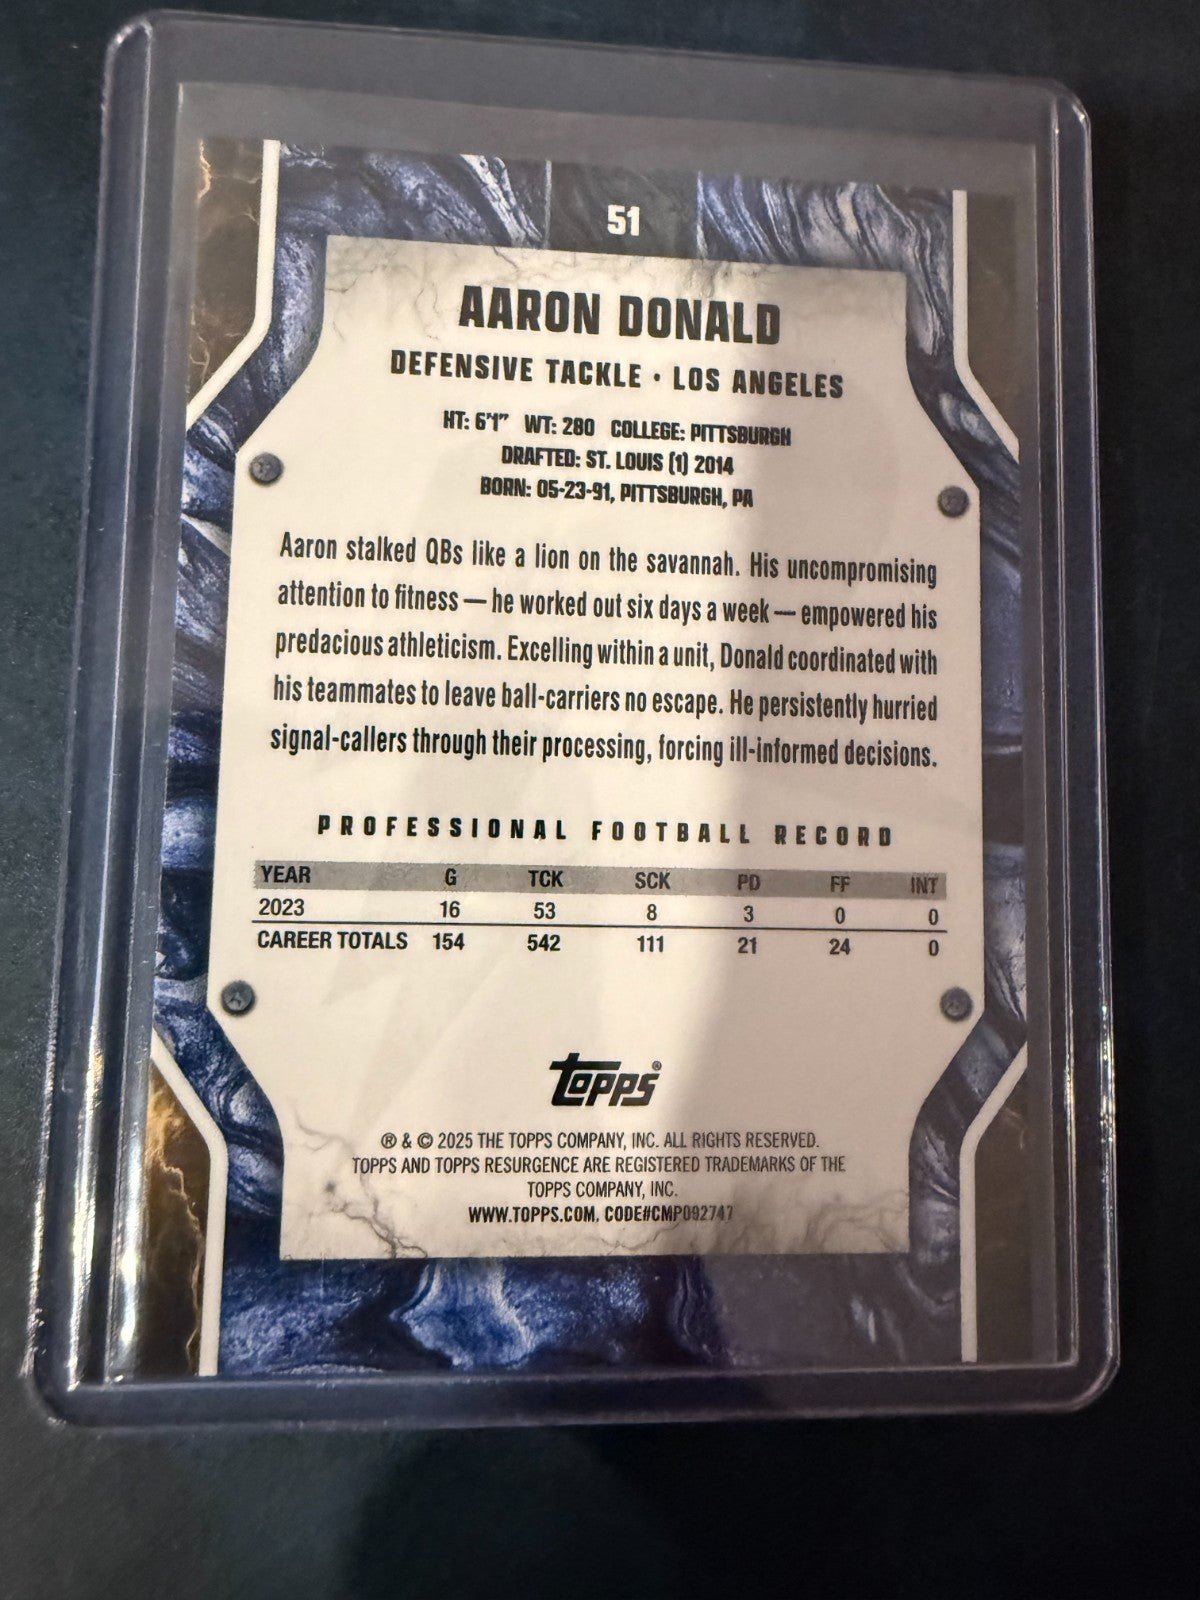 51
AARON DONALD
DEFENSIVE TACKLE • LOS ANGELES
HT: 6'1" WT: 280 COLLEGE: PITTSBURGH
DRAFTED: ST. LOUIS (1) 2014
BORN: 05-23-91, PITTSBURGH, PA
Aaron stalked QBs like a lion on the savannah. His uncompromising
attention to fitness — he worked out six days a week — empowered his
predacious athleticism. Excelling within a unit, Donald coordinated with
his teammates to leave ball-carriers no escape. He persistently hurried
signal-callers through their processing, forcing ill-informed decisions.
PROFESSIONAL FOOTBALL RECORD
YEAR G TCK SCK PD FF INT
2023 16 53 8 3 0 0
CAREER TOTALS 154 542 111 21 24 0
topps®
® & © 2025 THE TOPPS COMPANY, INC. ALL RIGHTS RESERVED.
TOPPS AND TOPPS RESURGENCE ARE REGISTERED TRADEMARKS OF THE
TOPPS COMPANY, INC.
WWW.TOPPS.COM. CODE#CMP092747